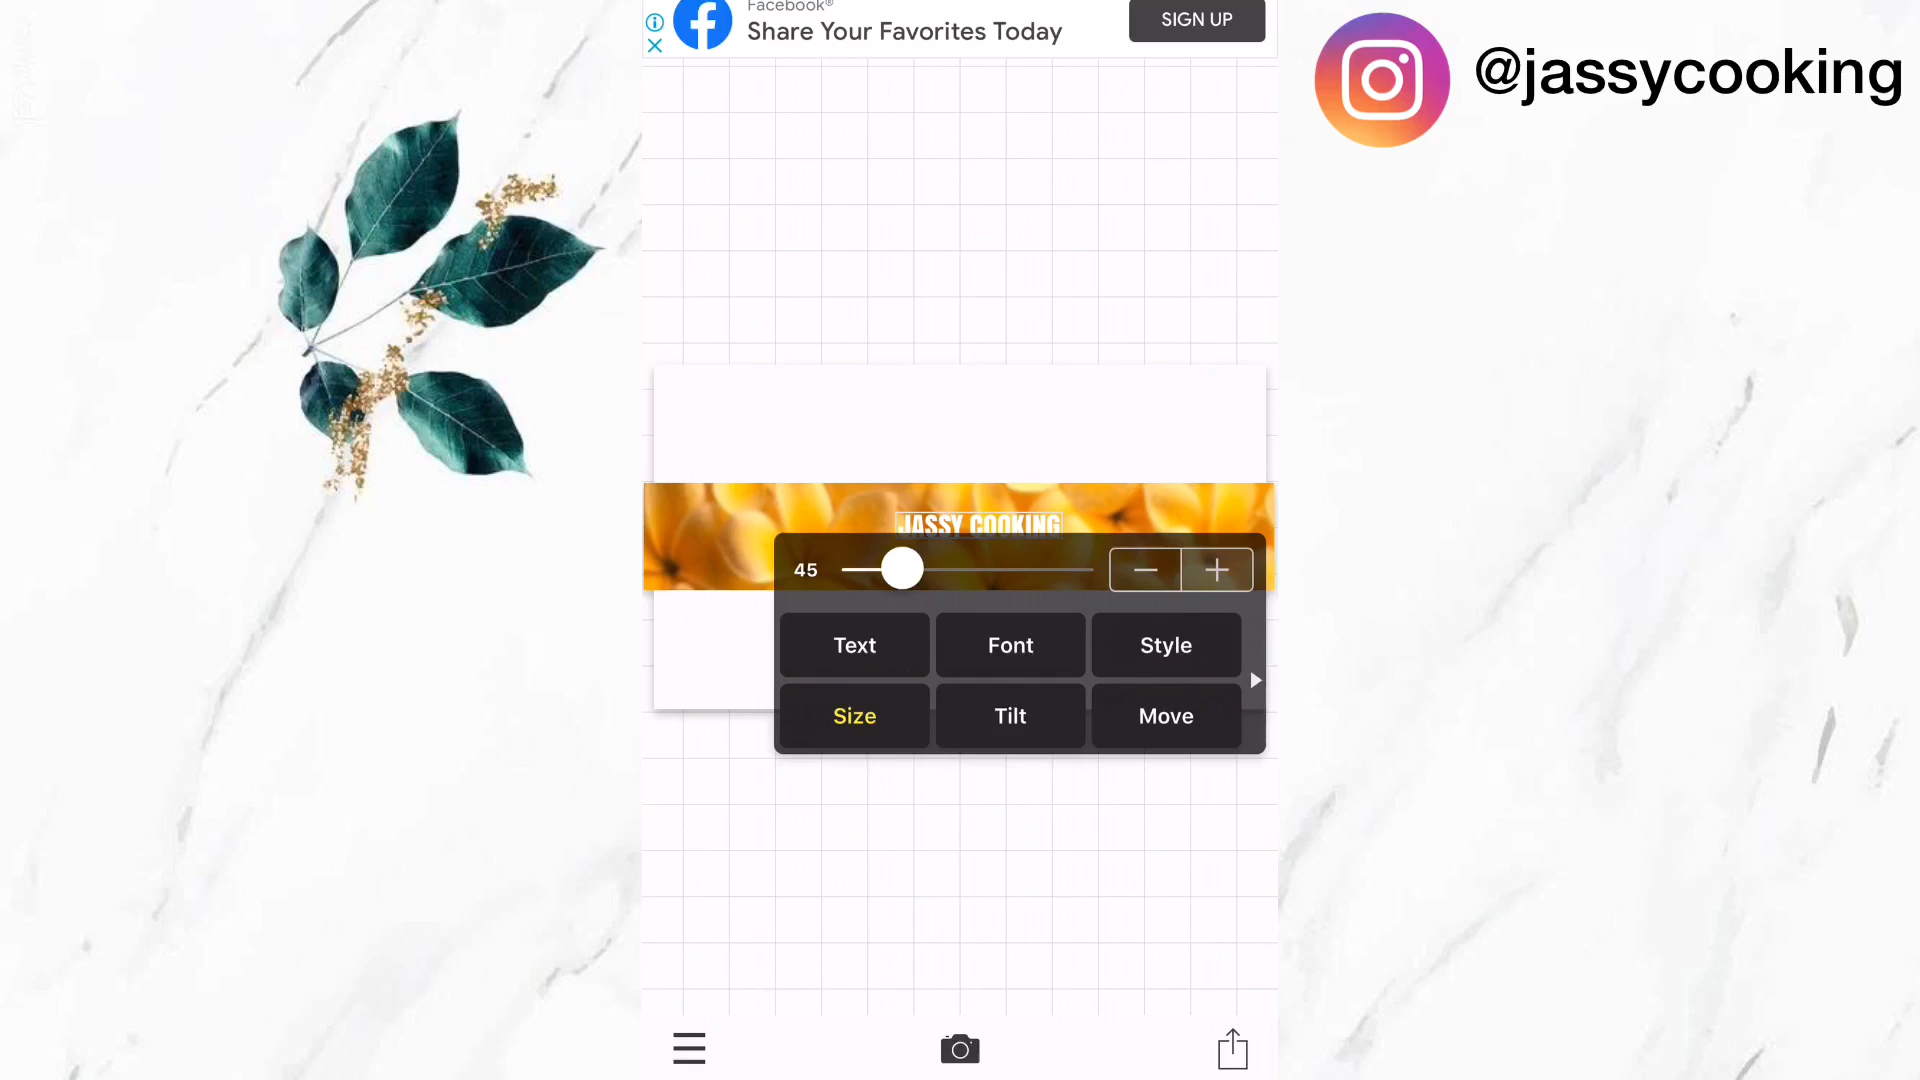 Facebook®
Share Your Favorites Today
SIGN UP
@jassycooking
JASSY COOKING
45
Text
Font
Style
Size
Tilt
Move